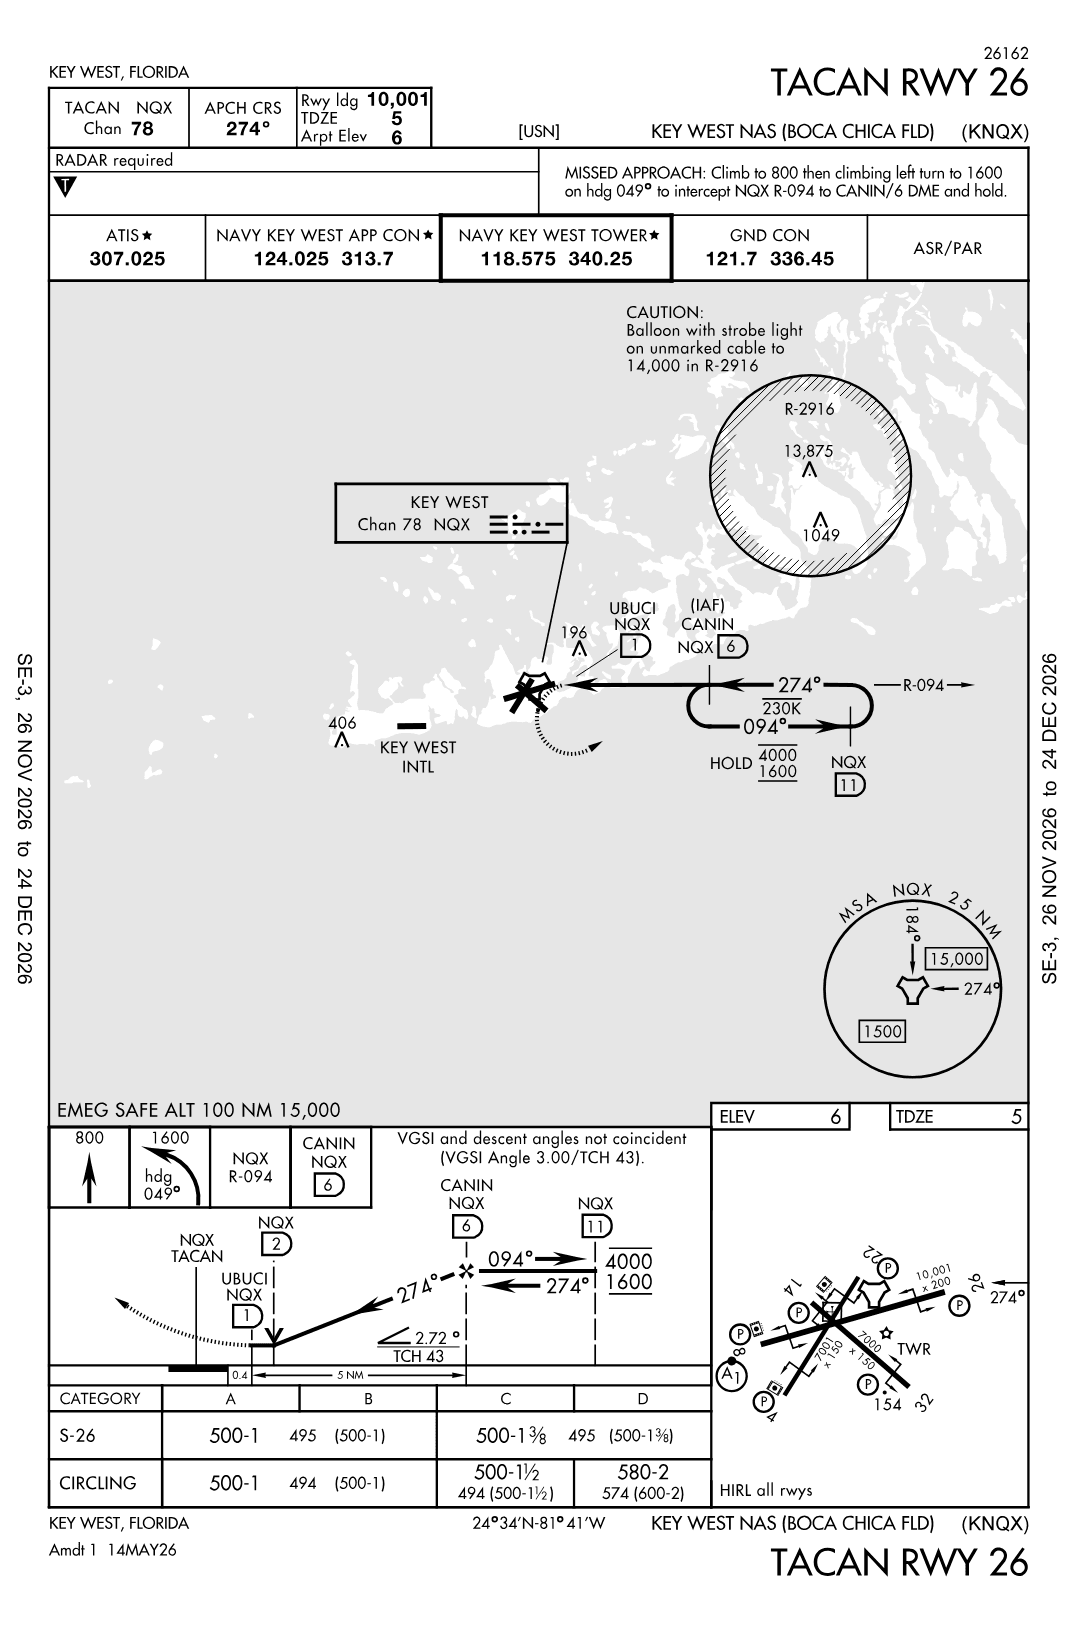 26162
KEY WEST, FLORIDA
TACAN RWY 26
TACAN NQX
Chan 78
APCH CRS
274°
Rwy ldg 10,001
TDZE 5
Arpt Elev 6
[USN]
KEY WEST NAS (BOCA CHICA FLD) (KNQX)
RADAR required
T
MISSED APPROACH: Climb to 800 then climbing left turn to 1600
on hdg 049° to intercept NQX R-094 to CANIN/6 DME and hold.
ATIS★
307.025
NAVY KEY WEST APP CON★
124.025 313.7
NAVY KEY WEST TOWER★
118.575 340.25
GND CON
121.7 336.45
ASR/PAR
CAUTION:
Balloon with strobe light
on unmarked cable to
14,000 in R-2916
R-2916
13,875
1049
KEY WEST
Chan 78 NQX
196
UBUCI
NQX
1
(IAF)
CANIN
NQX 6
274°
230K
094°
R-094
HOLD 4000
1600
NQX
11
406
KEY WEST
INTL
MSA NQX 25 NM
184°
15,000
274°
1500
EMEG SAFE ALT 100 NM 15,000
ELEV 6
TDZE 5
800
1600
hdg
049°
NQX
R-094
CANIN
NQX
6
VGSI and descent angles not coincident
(VGSI Angle 3.00/TCH 43).
CANIN
NQX
6
NQX
11
NQX
2
NQX
TACAN
UBUCI
NQX
1
274°
094°
274°
4000
1600
2.72 °
TCH 43
0.4
5 NM
22
P
14
P
10,001
x 200
26
274°
P
P
8
A1
7001
x 150
7000
x 150
TWR
P
4
P
154
32
HIRL all rwys
CATEGORY A B C D
S-26 500-1 495 (500-1) 500-1⅜ 495 (500-1⅜)
CIRCLING 500-1 494 (500-1) 500-1½ 494 (500-1½) 580-2 574 (600-2)
KEY WEST, FLORIDA
24°34'N-81°41'W
KEY WEST NAS (BOCA CHICA FLD) (KNQX)
Amdt 1 14MAY26
TACAN RWY 26
SE-3, 26 NOV 2026 to 24 DEC 2026
SE-3, 26 NOV 2026 to 24 DEC 2026